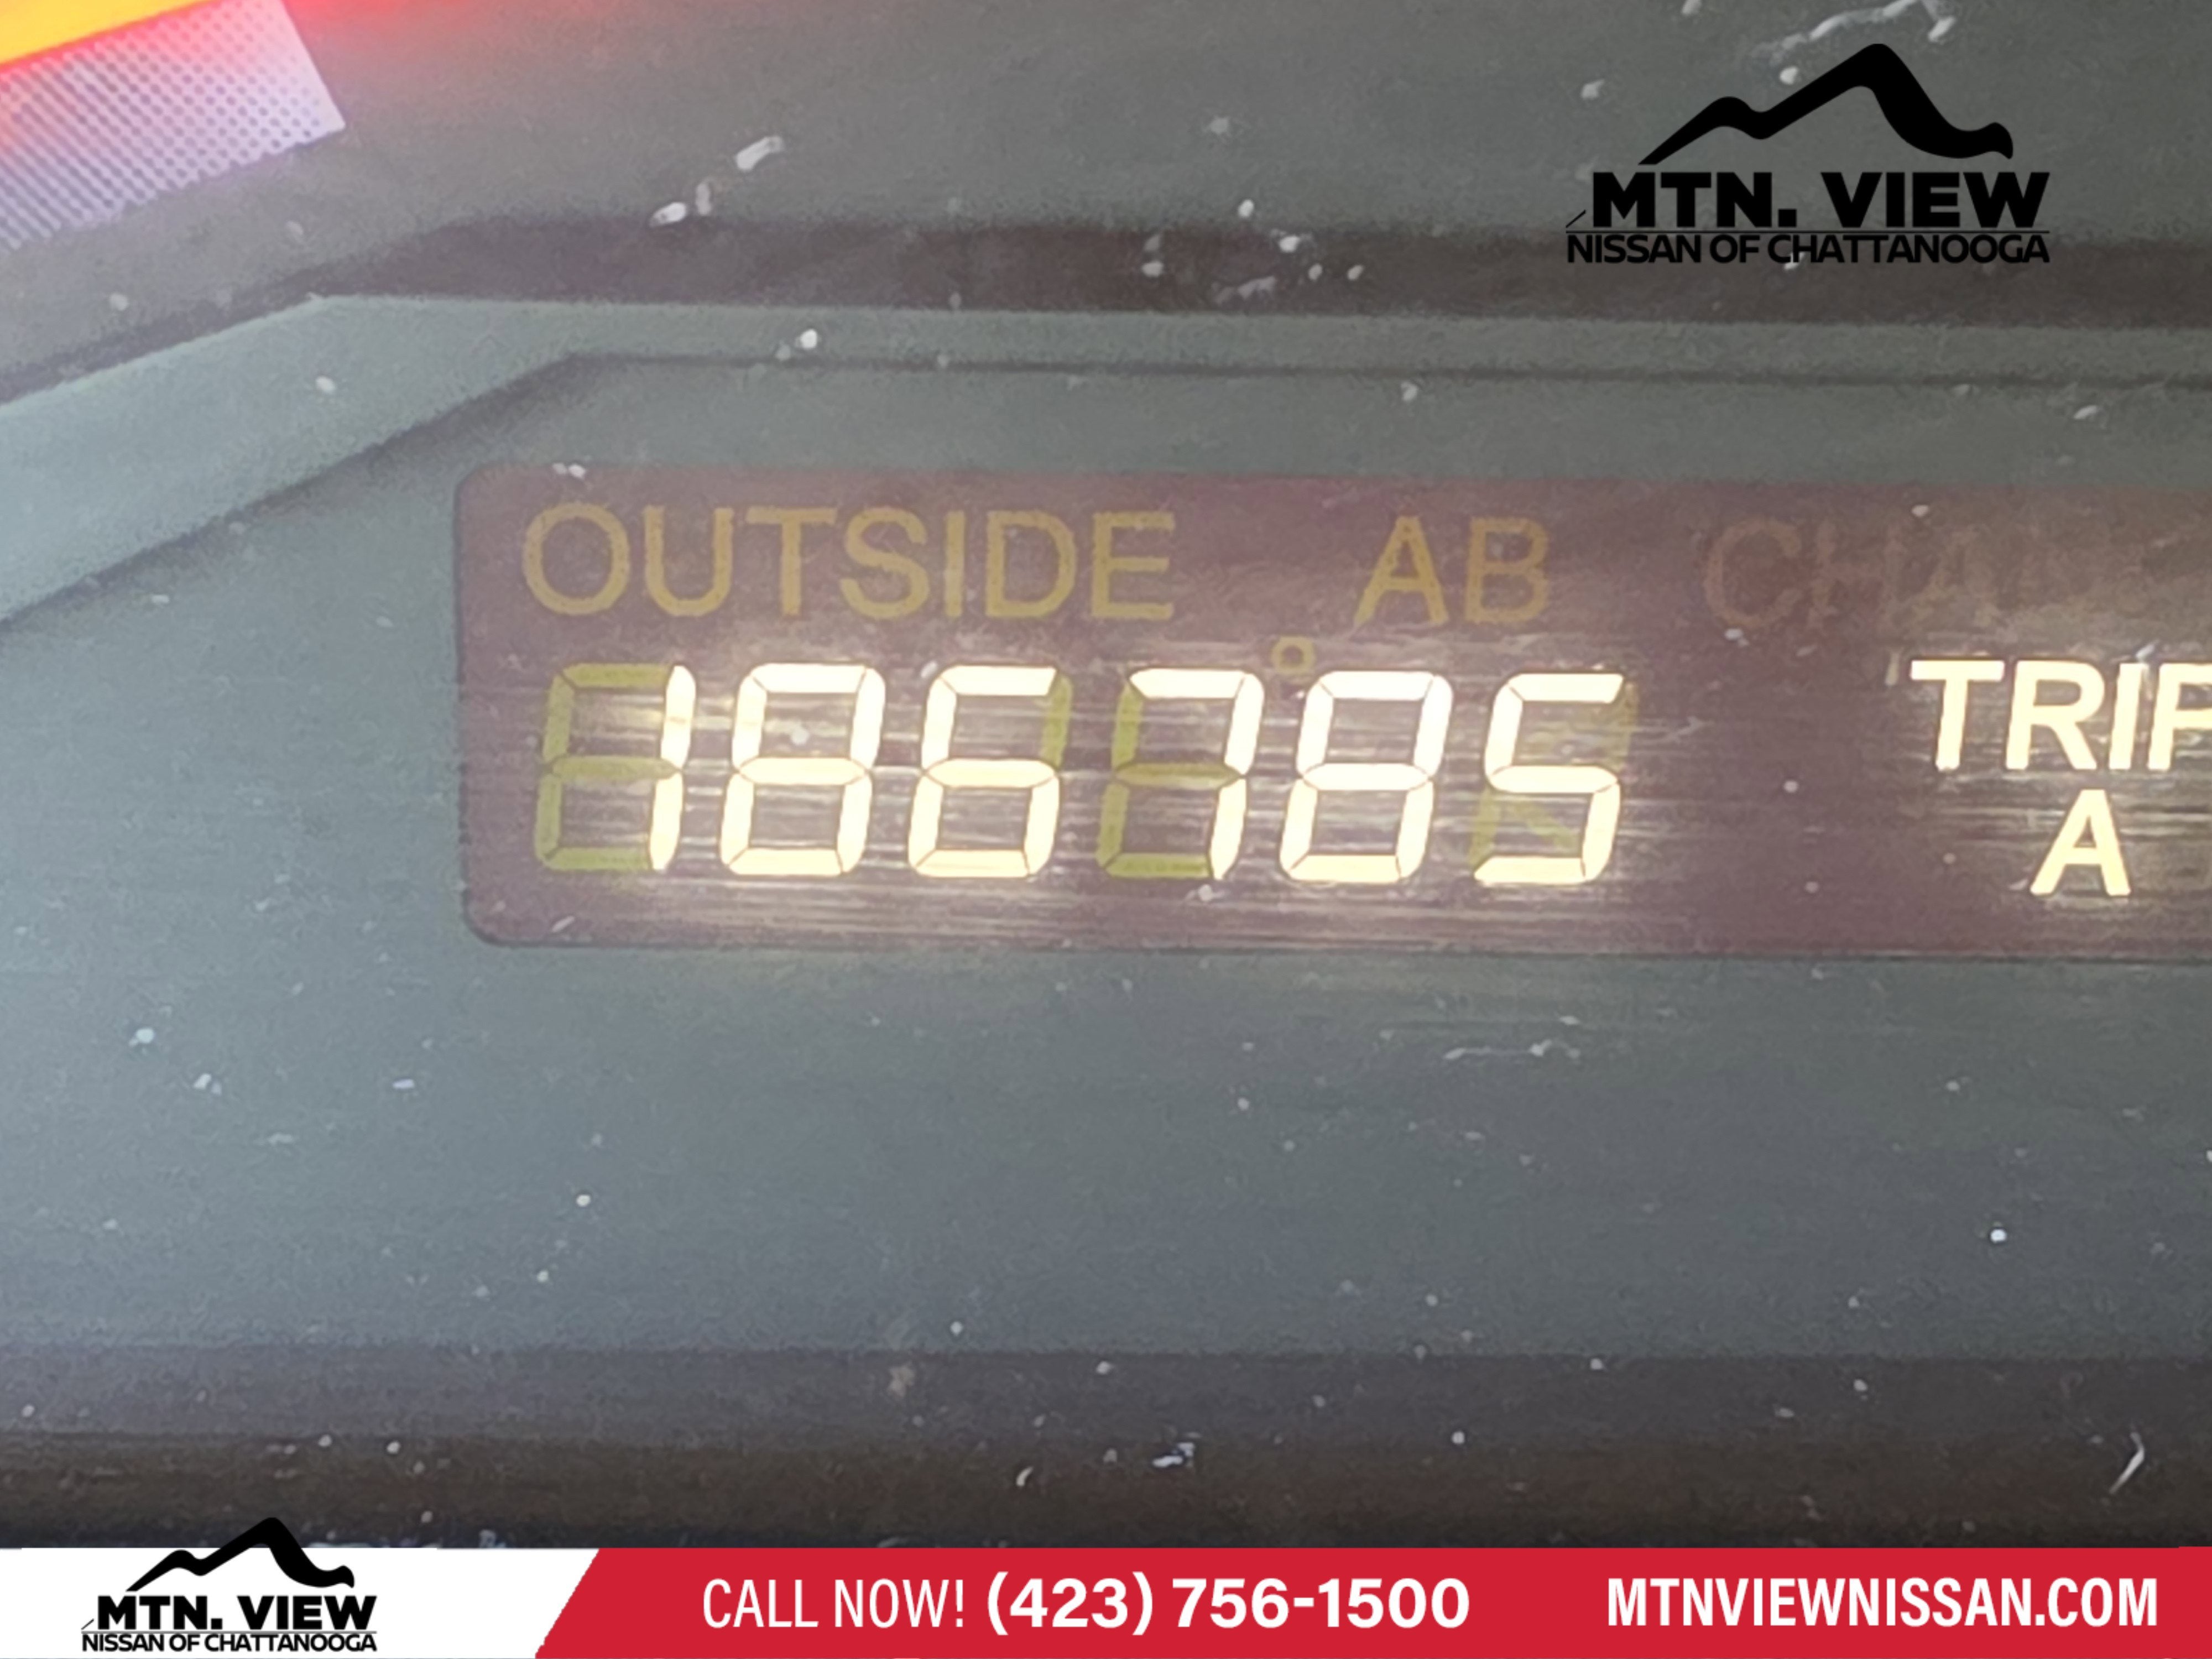 MTN. VIEW
NISSAN OF CHATTANOOGA
OUTSIDE AB
186785
TRIP
A
MTN. VIEW
NISSAN OF CHATTANOOGA
CALL NOW! (423) 756-1500
MTNVIEWNISSAN.COM